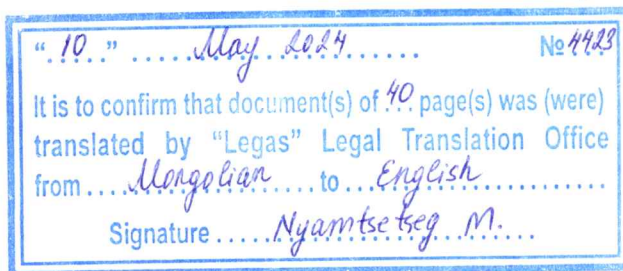 “.10..” .....May 2024....... №4423
It is to confirm that document(s) of 40 page(s) was (were)
translated by “Legas” Legal Translation Office
from....Mongolian......to...English........
Signature.....Nyamtsetseg M.....